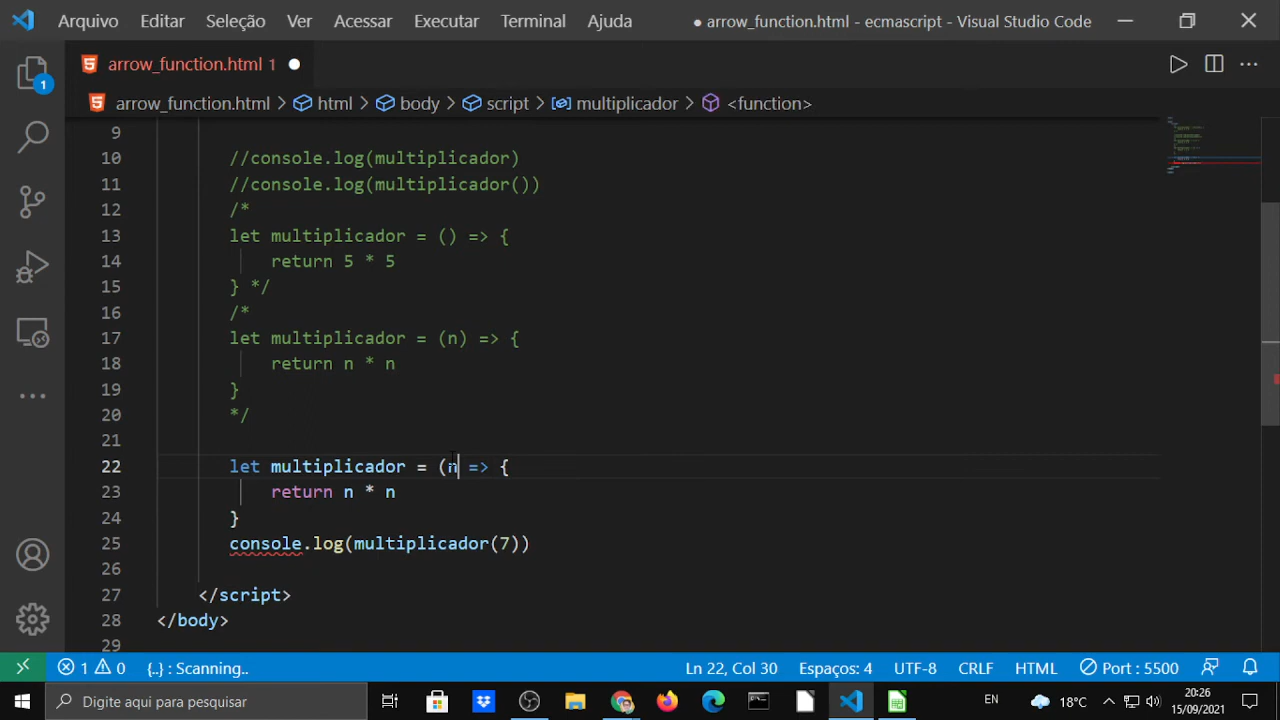 Arquivo Editar Seleção Ver Acessar Executar Terminal Ajuda ● arrow_function.html - ecmascript - Visual Studio Code
arrow_function.html 1 ●
arrow_function.html > html > body > script > multiplicador > <function>
1
9
10 //console.log(multiplicador)
11 //console.log(multiplicador())
12 /*
13 let multiplicador = () => {
14 return 5 * 5
15 } */
16 /*
17 let multiplicador = (n) => {
18 return n * n
19 }
20 */
21
22 let multiplicador = (n => {
23 return n * n
24 }
25 console.log(multiplicador(7))
26
27 </script>
28 </body>
29
1 0 {..} : Scanning.. Ln 22, Col 30 Espaços: 4 UTF-8 CRLF HTML Port : 5500
Digite aqui para pesquisar EN 18°C 20:26
15/09/2021